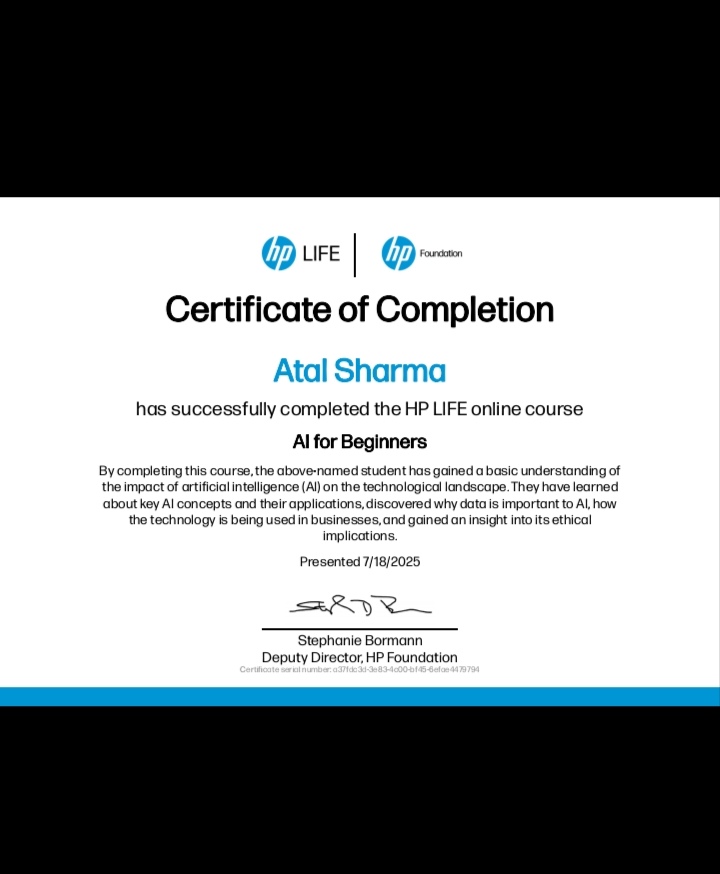 hp LIFE | hp Foundation
Certificate of Completion
Atal Sharma
has successfully completed the HP LIFE online course
AI for Beginners
By completing this course, the above-named student has gained a basic understanding of
the impact of artificial intelligence (AI) on the technological landscape. They have learned
about key AI concepts and their applications, discovered why data is important to AI, how
the technology is being used in businesses, and gained an insight into its ethical
implications.
Presented 7/18/2025
Stephanie Bormann
Deputy Director, HP Foundation
Certificate serial number: a37fdc3d-3e83-4c00-bf45-6efae4479794